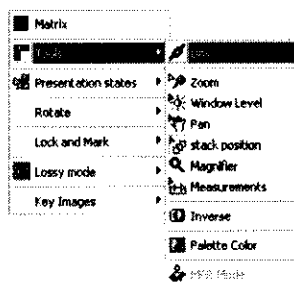 Matrix
Tools
Presentation states
Rotate
Lock and Mark
Lossy mode
Key Images
Zoom
Window Level
Pan
stack position
Magnifier
Measurements
Inverse
Palette Color